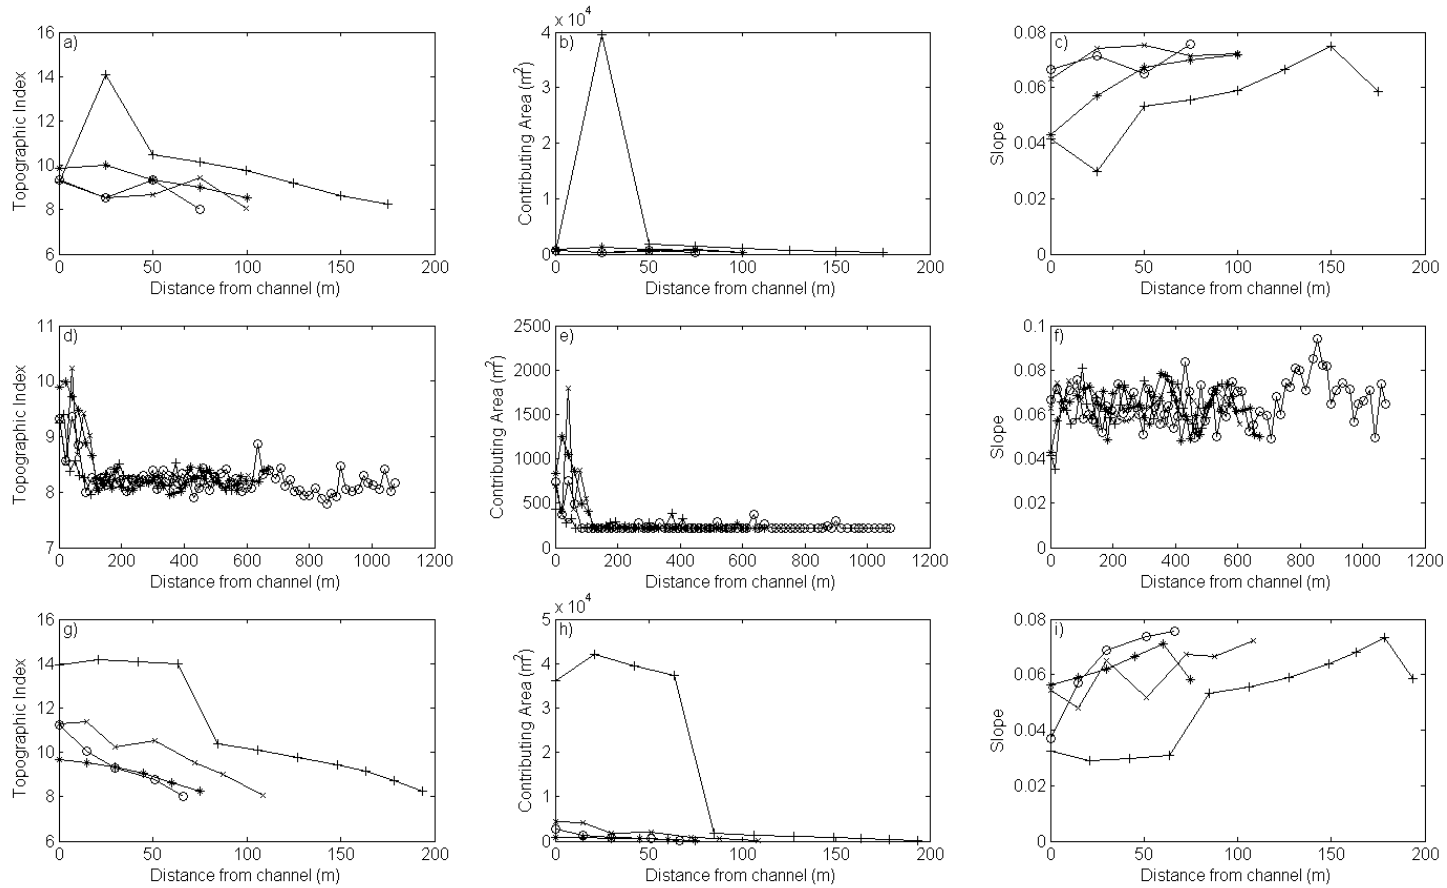 a)
16
14
12
10
8
6
0 50 100 150 200
Topographic Index
Distance from channel (m)
b)
x 10⁴
4
3
2
1
0
0 50 100 150 200
Contributing Area (m²)
Distance from channel (m)
c)
0.08
0.06
0.04
0.02
0
0 50 100 150 200
Slope
Distance from channel (m)
d)
11
10
9
8
7
0 200 400 600 800 1000 1200
Topographic Index
Distance from channel (m)
e)
2500
2000
1500
1000
500
0
0 200 400 600 800 1000 1200
Contributing Area (m²)
Distance from channel (m)
f)
0.1
0.08
0.06
0.04
0.02
0
0 200 400 600 800 1000 1200
Slope
Distance from channel (m)
g)
16
14
12
10
8
6
0 50 100 150 200
Topographic Index
Distance from channel (m)
h)
x 10⁴
5
4
3
2
1
0
0 50 100 150 200
Contributing Area (m²)
Distance from channel (m)
i)
0.08
0.06
0.04
0.02
0
0 50 100 150 200
Slope
Distance from channel (m)